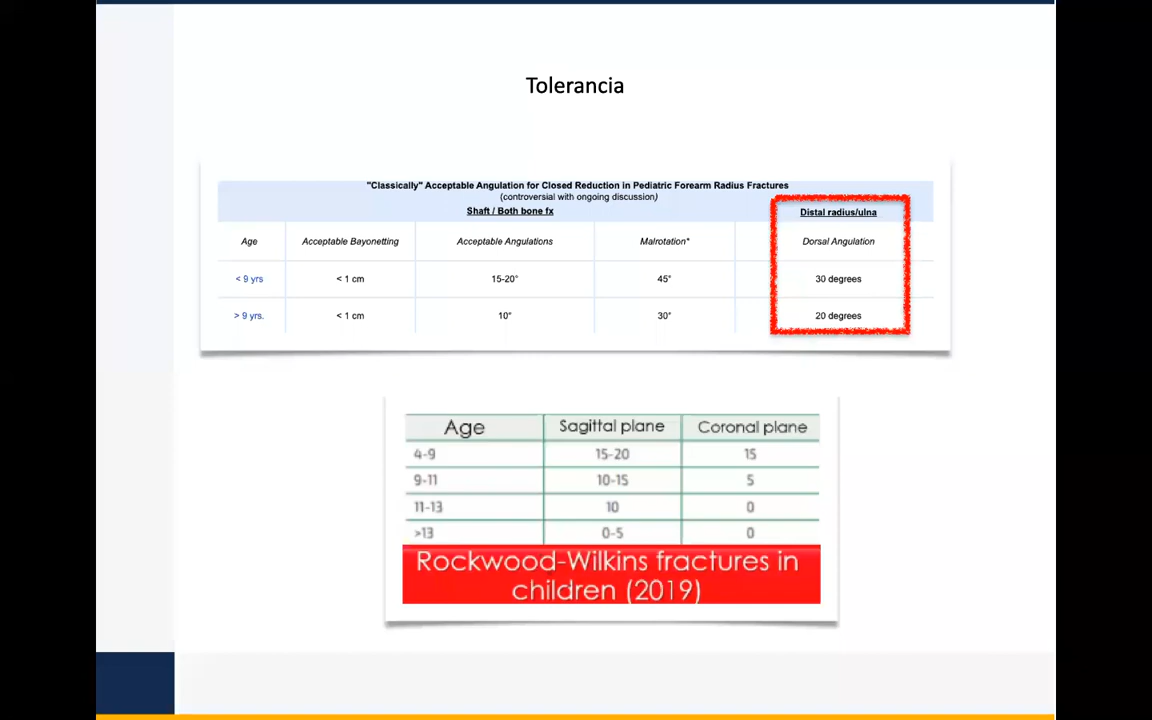 Tolerancia
"Classically" Acceptable Angulation for Closed Reduction in Pediatric Forearm Radius Fractures
(controversial with ongoing discussion)
Shaft / Both bone fx Distal radius/ulna
Age Acceptable Bayonetting Acceptable Angulations Malrotation* Dorsal Angulation
< 9 yrs < 1 cm 15-20° 45° 30 degrees
> 9 yrs. < 1 cm 10° 30° 20 degrees
Age Sagittal plane Coronal plane
4-9 15-20 15
9-11 10-15 5
11-13 10 0
>13 0-5 0
Rockwood-Wilkins fractures in
children (2019)